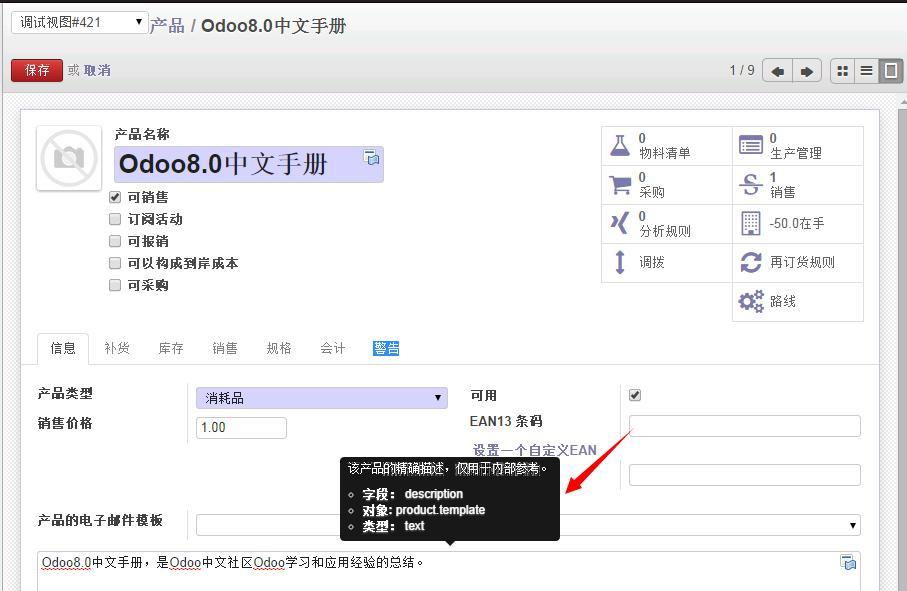 调试视图#421 产品 / Odoo8.0中文手册
保存 或 取消
1 / 9
产品名称
Odoo8.0中文手册
可销售
订阅活动
可报销
可以构成到岸成本
可采购
0
物料清单
0
生产管理
0
采购
1
销售
0
分析规则
-50.0在手
调拨
再订货规则
路线
信息 补货 库存 销售 规格 会计 警告
产品类型
消耗品
可用
销售价格
1.00
EAN13 条码
设置一个自定义EAN
该产品的精确描述，仅用于内部参考。
字段： description
对象: product.template
类型： text
产品的电子邮件模板
Odoo8.0中文手册，是Odoo中文社区Odoo学习和应用经验的总结。